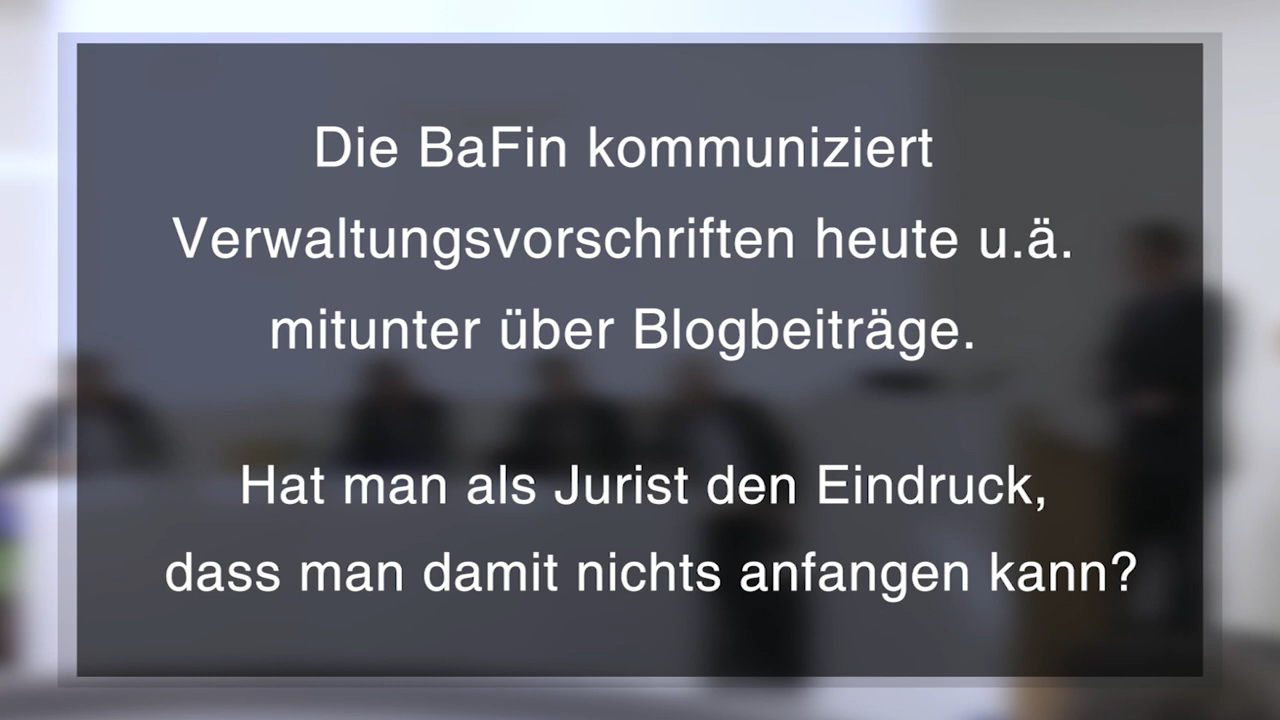 Die BaFin kommuniziert
Verwaltungsvorschriften heute u.ä.
mitunter über Blogbeiträge.
Hat man als Jurist den Eindruck,
dass man damit nichts anfangen kann?